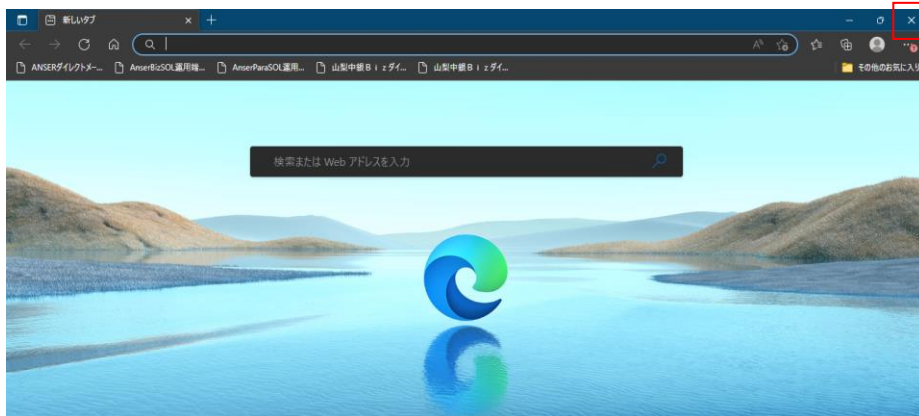 新しいタブ
ANSERダイレクトメー... AnserBizSOL運用端... AnserParaSOL運用... 山梨中銀Bizダイ... 山梨中銀Bizダイ... その他のお気に入り
検索または Web アドレスを入力